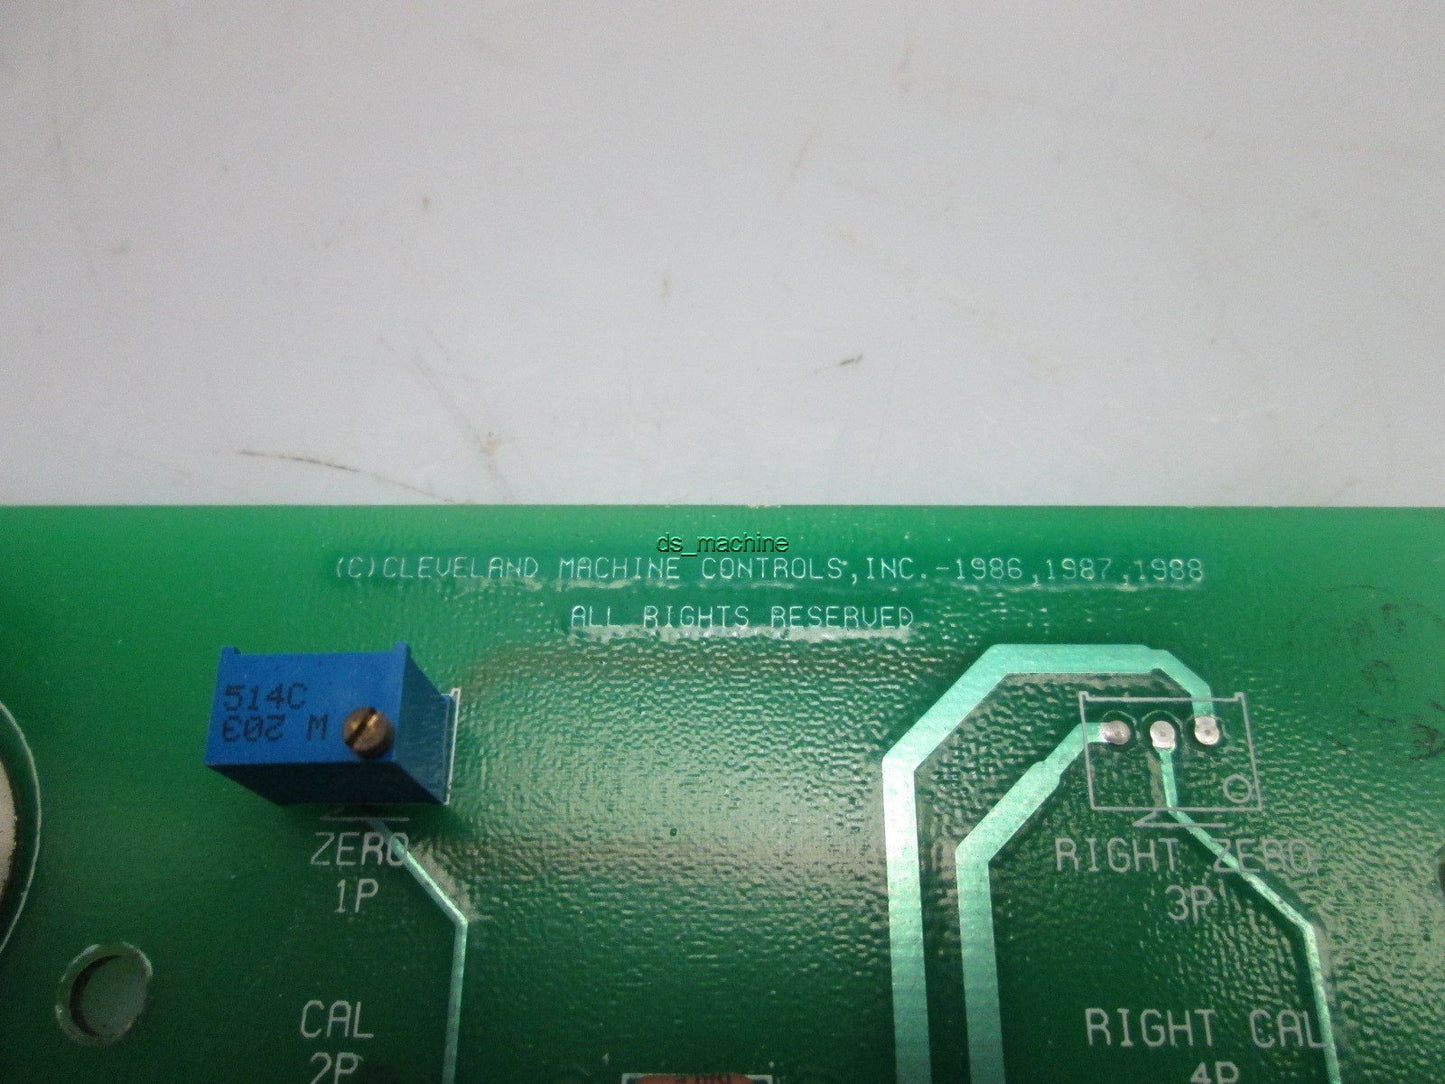 ds_machine
(C)CLEVELAND MACHINE CONTROLS,INC.-1986,1987,1988
ALL RIGHTS RESERVED
514C
203 W
ZERO
1P
RIGHT ZERO
3P
CAL
2P
RIGHT CAL
4P